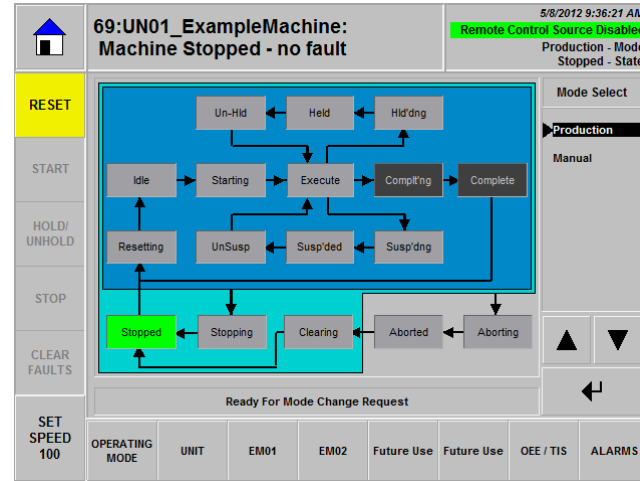 69:UN01_ExampleMachine:
Machine Stopped - no fault
5/8/2012 9:36:21 AM
Remote Control Source Disabled
Production - Mode
Stopped - State
RESET
START
HOLD/
UNHOLD
STOP
CLEAR
FAULTS
SET
SPEED
100
Un-Hld Held Hld'dng
Idle Starting Execute Complt'ng Complete
Resetting UnSusp Susp'ded Susp'dng
Stopped Stopping Clearing Aborted Aborting
Ready For Mode Change Request
Mode Select
Production
Manual
OPERATING
MODE
UNIT
EM01
EM02
Future Use
Future Use
OEE / TIS
ALARMS